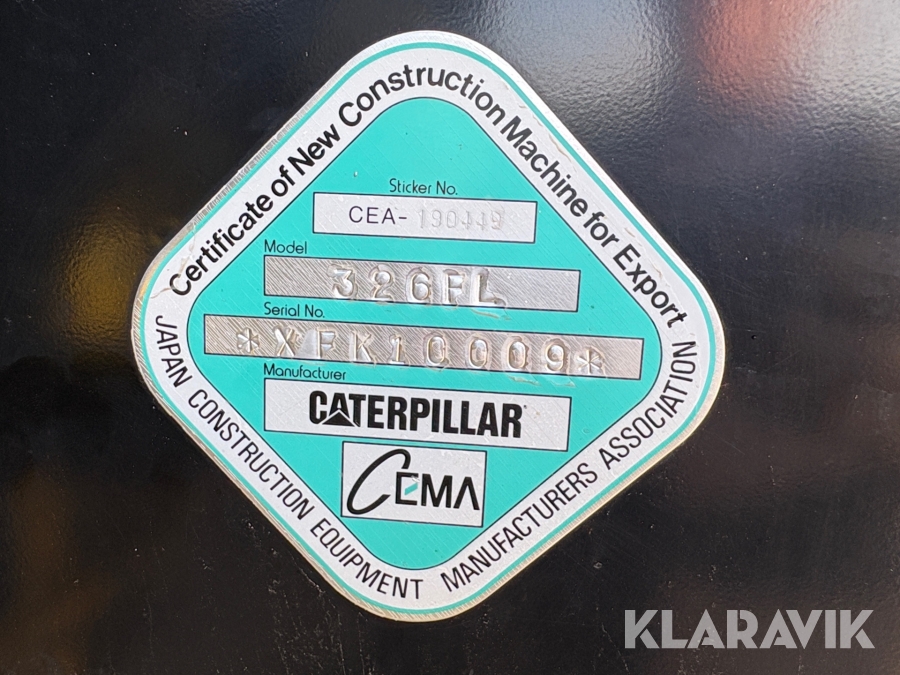 Certificate of New Construction Machine for Export
Sticker No.
CEA-190449
Model
326FL
Serial No.
*XFK10009*
Manufacturer
CATERPILLAR
CEMA
JAPAN CONSTRUCTION EQUIPMENT MANUFACTURERS ASSOCIATION
KLARAVIK